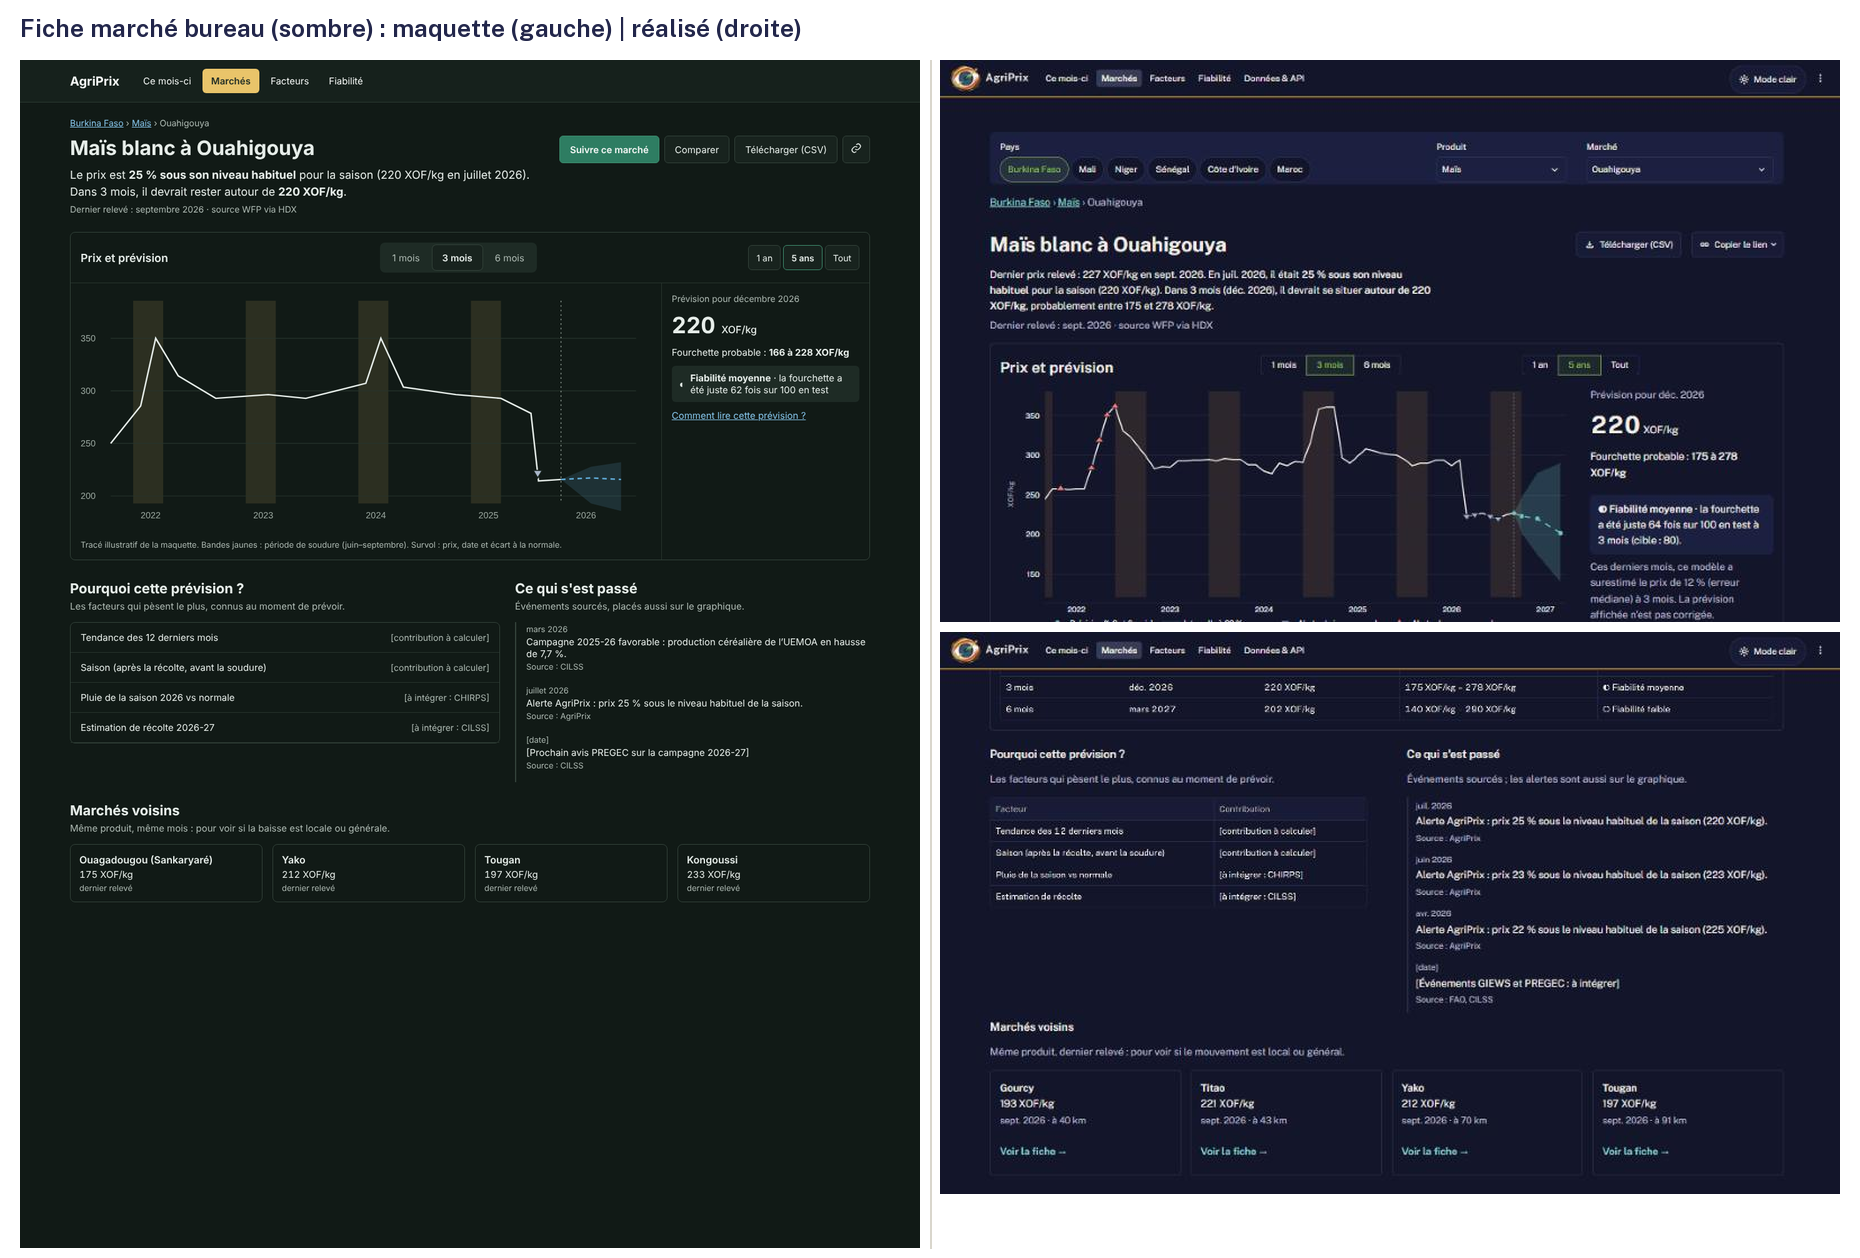 Fiche marché bureau (sombre) : maquette (gauche) | réalisé (droite)
AgriPrix
Ce mois-ci
Marchés
Facteurs
Fiabilité
Burkina Faso › Maïs › Ouahigouya
Maïs blanc à Ouahigouya
Suivre ce marché
Comparer
Télécharger (CSV)
Le prix est 25 % sous son niveau habituel pour la saison (220 XOF/kg en juillet 2026).
Dans 3 mois, il devrait rester autour de 220 XOF/kg.
Dernier relevé : septembre 2026 · source WFP via HDX
Prix et prévision
1 mois
3 mois
6 mois
1 an
5 ans
Tout
350
300
250
200
2022
2023
2024
2025
2026
Prévision pour décembre 2026
220 XOF/kg
Fourchette probable : 166 à 228 XOF/kg
Fiabilité moyenne · la fourchette a
été juste 62 fois sur 100 en test
Comment lire cette prévision ?
Tracé illustratif de la maquette. Bandes jaunes : période de soudure (juin–septembre). Survol : prix, date et écart à la normale.
Pourquoi cette prévision ?
Les facteurs qui pèsent le plus, connus au moment de prévoir.
Tendance des 12 derniers mois
[contribution à calculer]
Saison (après la récolte, avant la soudure)
[contribution à calculer]
Pluie de la saison 2026 vs normale
[à intégrer : CHIRPS]
Estimation de récolte 2026-27
[à intégrer : CILSS]
Ce qui s'est passé
Événements sourcés, placés aussi sur le graphique.
mars 2026
Campagne 2025-26 favorable : production céréalière de l'UEMOA en hausse
de 7,7 %.
Source : CILSS
juillet 2026
Alerte AgriPrix : prix 25 % sous le niveau habituel de la saison.
Source : AgriPrix
[date]
[Prochain avis PREGEC sur la campagne 2026-27]
Source : CILSS
Marchés voisins
Même produit, même mois : pour voir si la baisse est locale ou générale.
Ouagadougou (Sankaryaré)
175 XOF/kg
dernier relevé
Yako
212 XOF/kg
dernier relevé
Tougan
197 XOF/kg
dernier relevé
Kongoussi
233 XOF/kg
dernier relevé
AgriPrix
Ce mois-ci
Marchés
Facteurs
Fiabilité
Données & API
Mode clair
Pays
Burkina Faso
Mali
Niger
Sénégal
Côte d'Ivoire
Maroc
Produit
Maïs
Marché
Ouahigouya
Burkina Faso › Maïs › Ouahigouya
Maïs blanc à Ouahigouya
Télécharger (CSV)
Copier le lien
Dernier prix relevé : 227 XOF/kg en sept. 2026. En juil. 2026, il était 25 % sous son niveau
habituel pour la saison (220 XOF/kg). Dans 3 mois (déc. 2026), il devrait se situer autour de 220
XOF/kg, probablement entre 175 et 278 XOF/kg.
Dernier relevé : sept. 2026 · source WFP via HDX
Prix et prévision
1 mois
3 mois
6 mois
1 an
5 ans
Tout
XOF/kg
350
300
250
200
150
2022
2023
2024
2025
2026
2027
Prévision pour déc. 2026
220 XOF/kg
Fourchette probable : 175 à 278
XOF/kg
Fiabilité moyenne · la fourchette
a été juste 64 fois sur 100 en test à
3 mois (cible : 80).
Ces derniers mois, ce modèle a
surestimé le prix de 12 % (erreur
médiane) à 3 mois. La prévision
affichée n'est pas corrigée.
AgriPrix
Ce mois-ci
Marchés
Facteurs
Fiabilité
Données & API
Mode clair
3 mois
déc. 2026
220 XOF/kg
175 XOF/kg – 278 XOF/kg
Fiabilité moyenne
6 mois
mars 2027
202 XOF/kg
140 XOF/kg – 290 XOF/kg
Fiabilité faible
Pourquoi cette prévision ?
Les facteurs qui pèsent le plus, connus au moment de prévoir.
Facteur
Contribution
Tendance des 12 derniers mois
[contribution à calculer]
Saison (après la récolte, avant la soudure)
[contribution à calculer]
Pluie de la saison vs normale
[à intégrer : CHIRPS]
Estimation de récolte
[à intégrer : CILSS]
Ce qui s'est passé
Événements sourcés ; les alertes sont aussi sur le graphique.
juil. 2026
Alerte AgriPrix : prix 25 % sous le niveau habituel de la saison (220 XOF/kg).
Source : AgriPrix
juin 2026
Alerte AgriPrix : prix 23 % sous le niveau habituel de la saison (223 XOF/kg).
Source : AgriPrix
avr. 2026
Alerte AgriPrix : prix 22 % sous le niveau habituel de la saison (225 XOF/kg).
Source : AgriPrix
[date]
[Événements GIEWS et PREGEC : à intégrer]
Source : FAO, CILSS
Marchés voisins
Même produit, dernier relevé : pour voir si le mouvement est local ou général.
Gourcy
193 XOF/kg
sept. 2026 · à 40 km
Voir la fiche →
Titao
221 XOF/kg
sept. 2026 · à 43 km
Voir la fiche →
Yako
212 XOF/kg
sept. 2026 · à 70 km
Voir la fiche →
Tougan
197 XOF/kg
sept. 2026 · à 91 km
Voir la fiche →